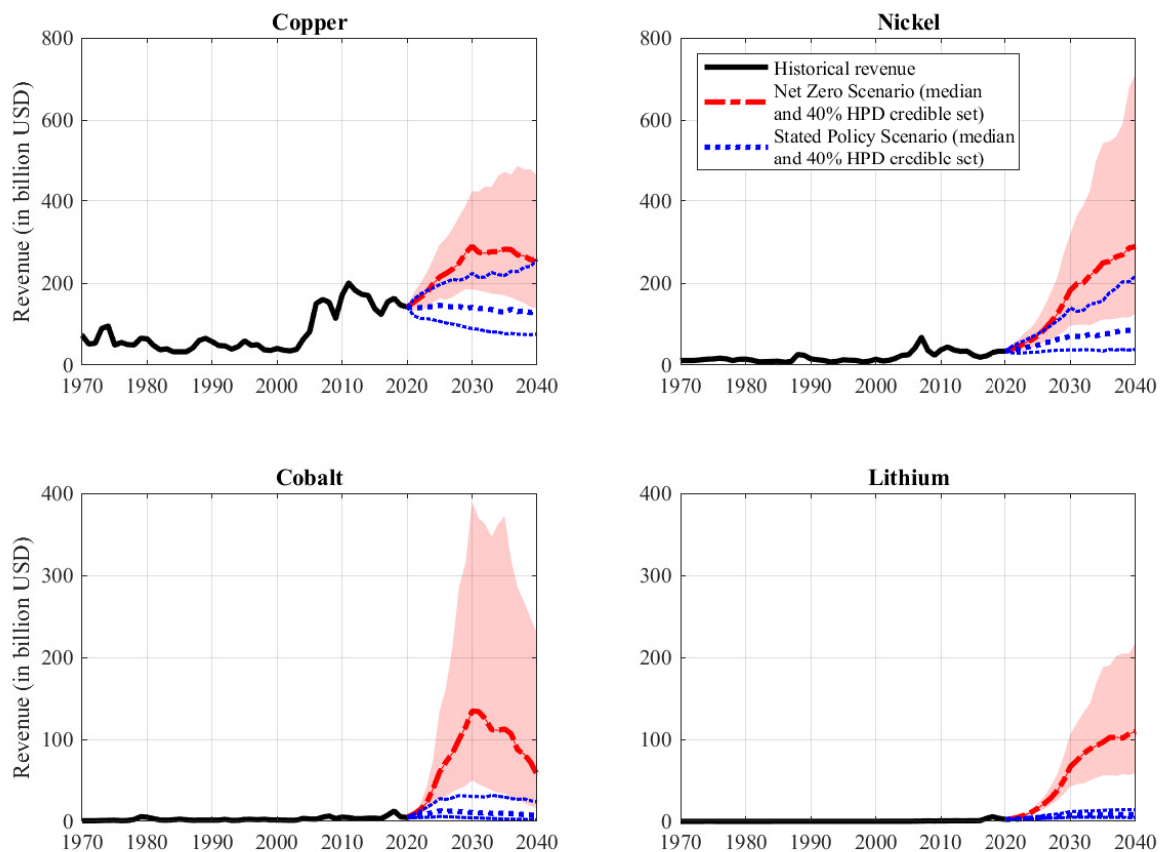 Copper
Nickel
800
600
400
200
0
Revenue (in billion USD)
1970 1980 1990 2000 2010 2020 2030 2040
800
600
400
200
0
Historical revenue
Net Zero Scenario (median
and 40% HPD credible set)
Stated Policy Scenario (median
and 40% HPD credible set)
1970 1980 1990 2000 2010 2020 2030 2040
Cobalt
Lithium
400
300
200
100
0
Revenue (in billion USD)
1970 1980 1990 2000 2010 2020 2030 2040
400
300
200
100
0
1970 1980 1990 2000 2010 2020 2030 2040